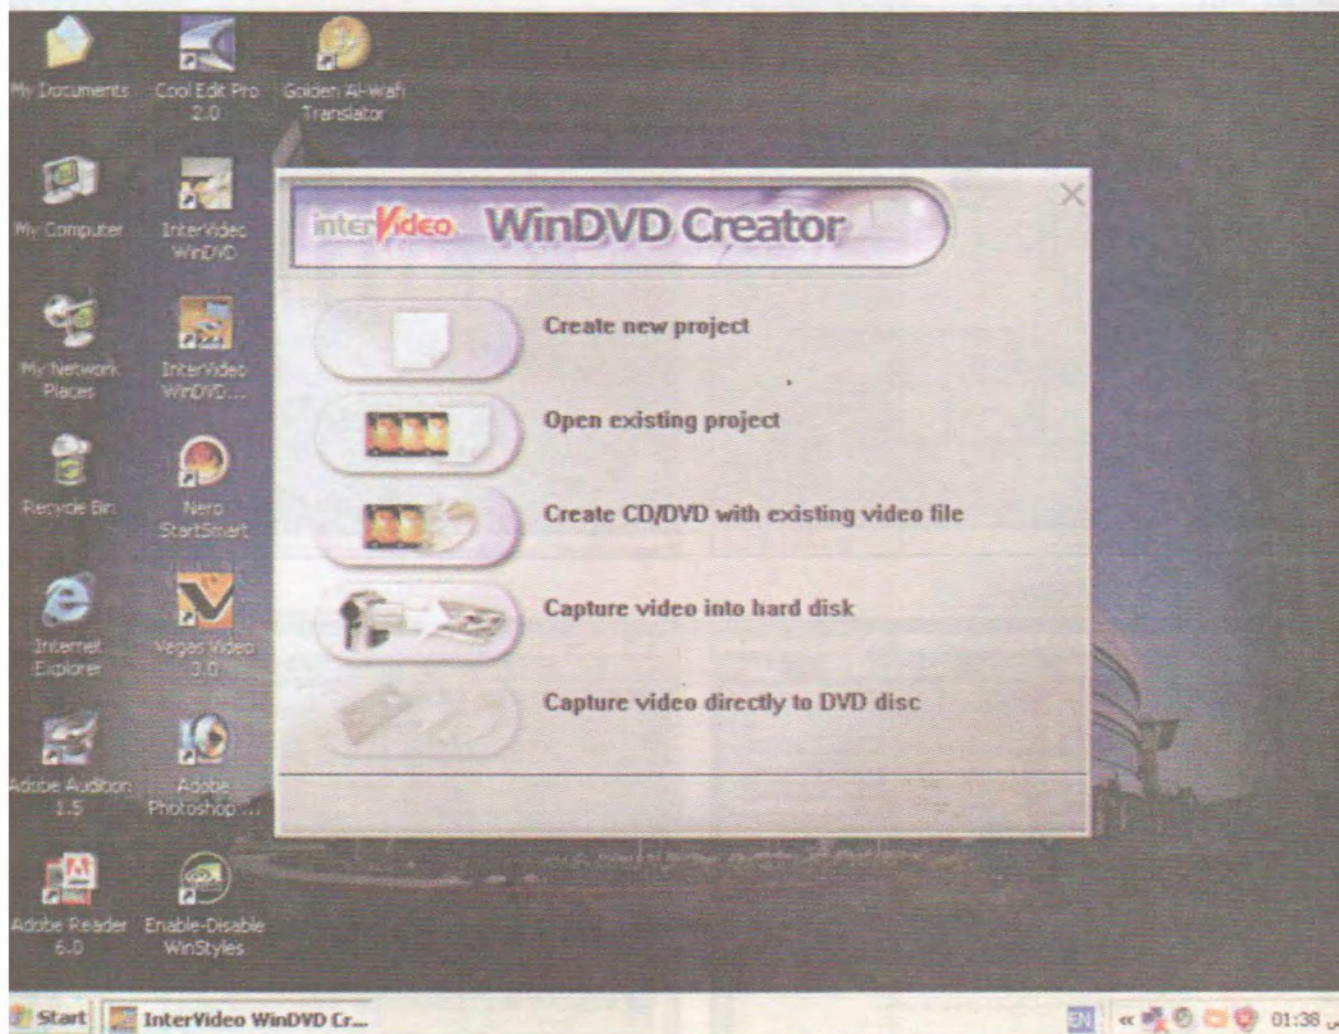 My Documents
Cool Edit Pro
2.0
Golden Al-Wafi
Translator
My Computer
InterVideo
WinDVD
My Network
Places
InterVideo
WinDVD...
Recycle Bin
Nero
StartSmart
Internet
Explorer
Vegas Video
3.0
Adobe Audition
1.5
Adobe
Photoshop ...
Adobe Reader
6.0
Enable-Disable
WinStyles
interVideo. WinDVD Creator
Create new project
Open existing project
Create CD/DVD with existing video file
Capture video into hard disk
Capture video directly to DVD disc
Start
InterVideo WinDVD Cr...
EN
« 01:38